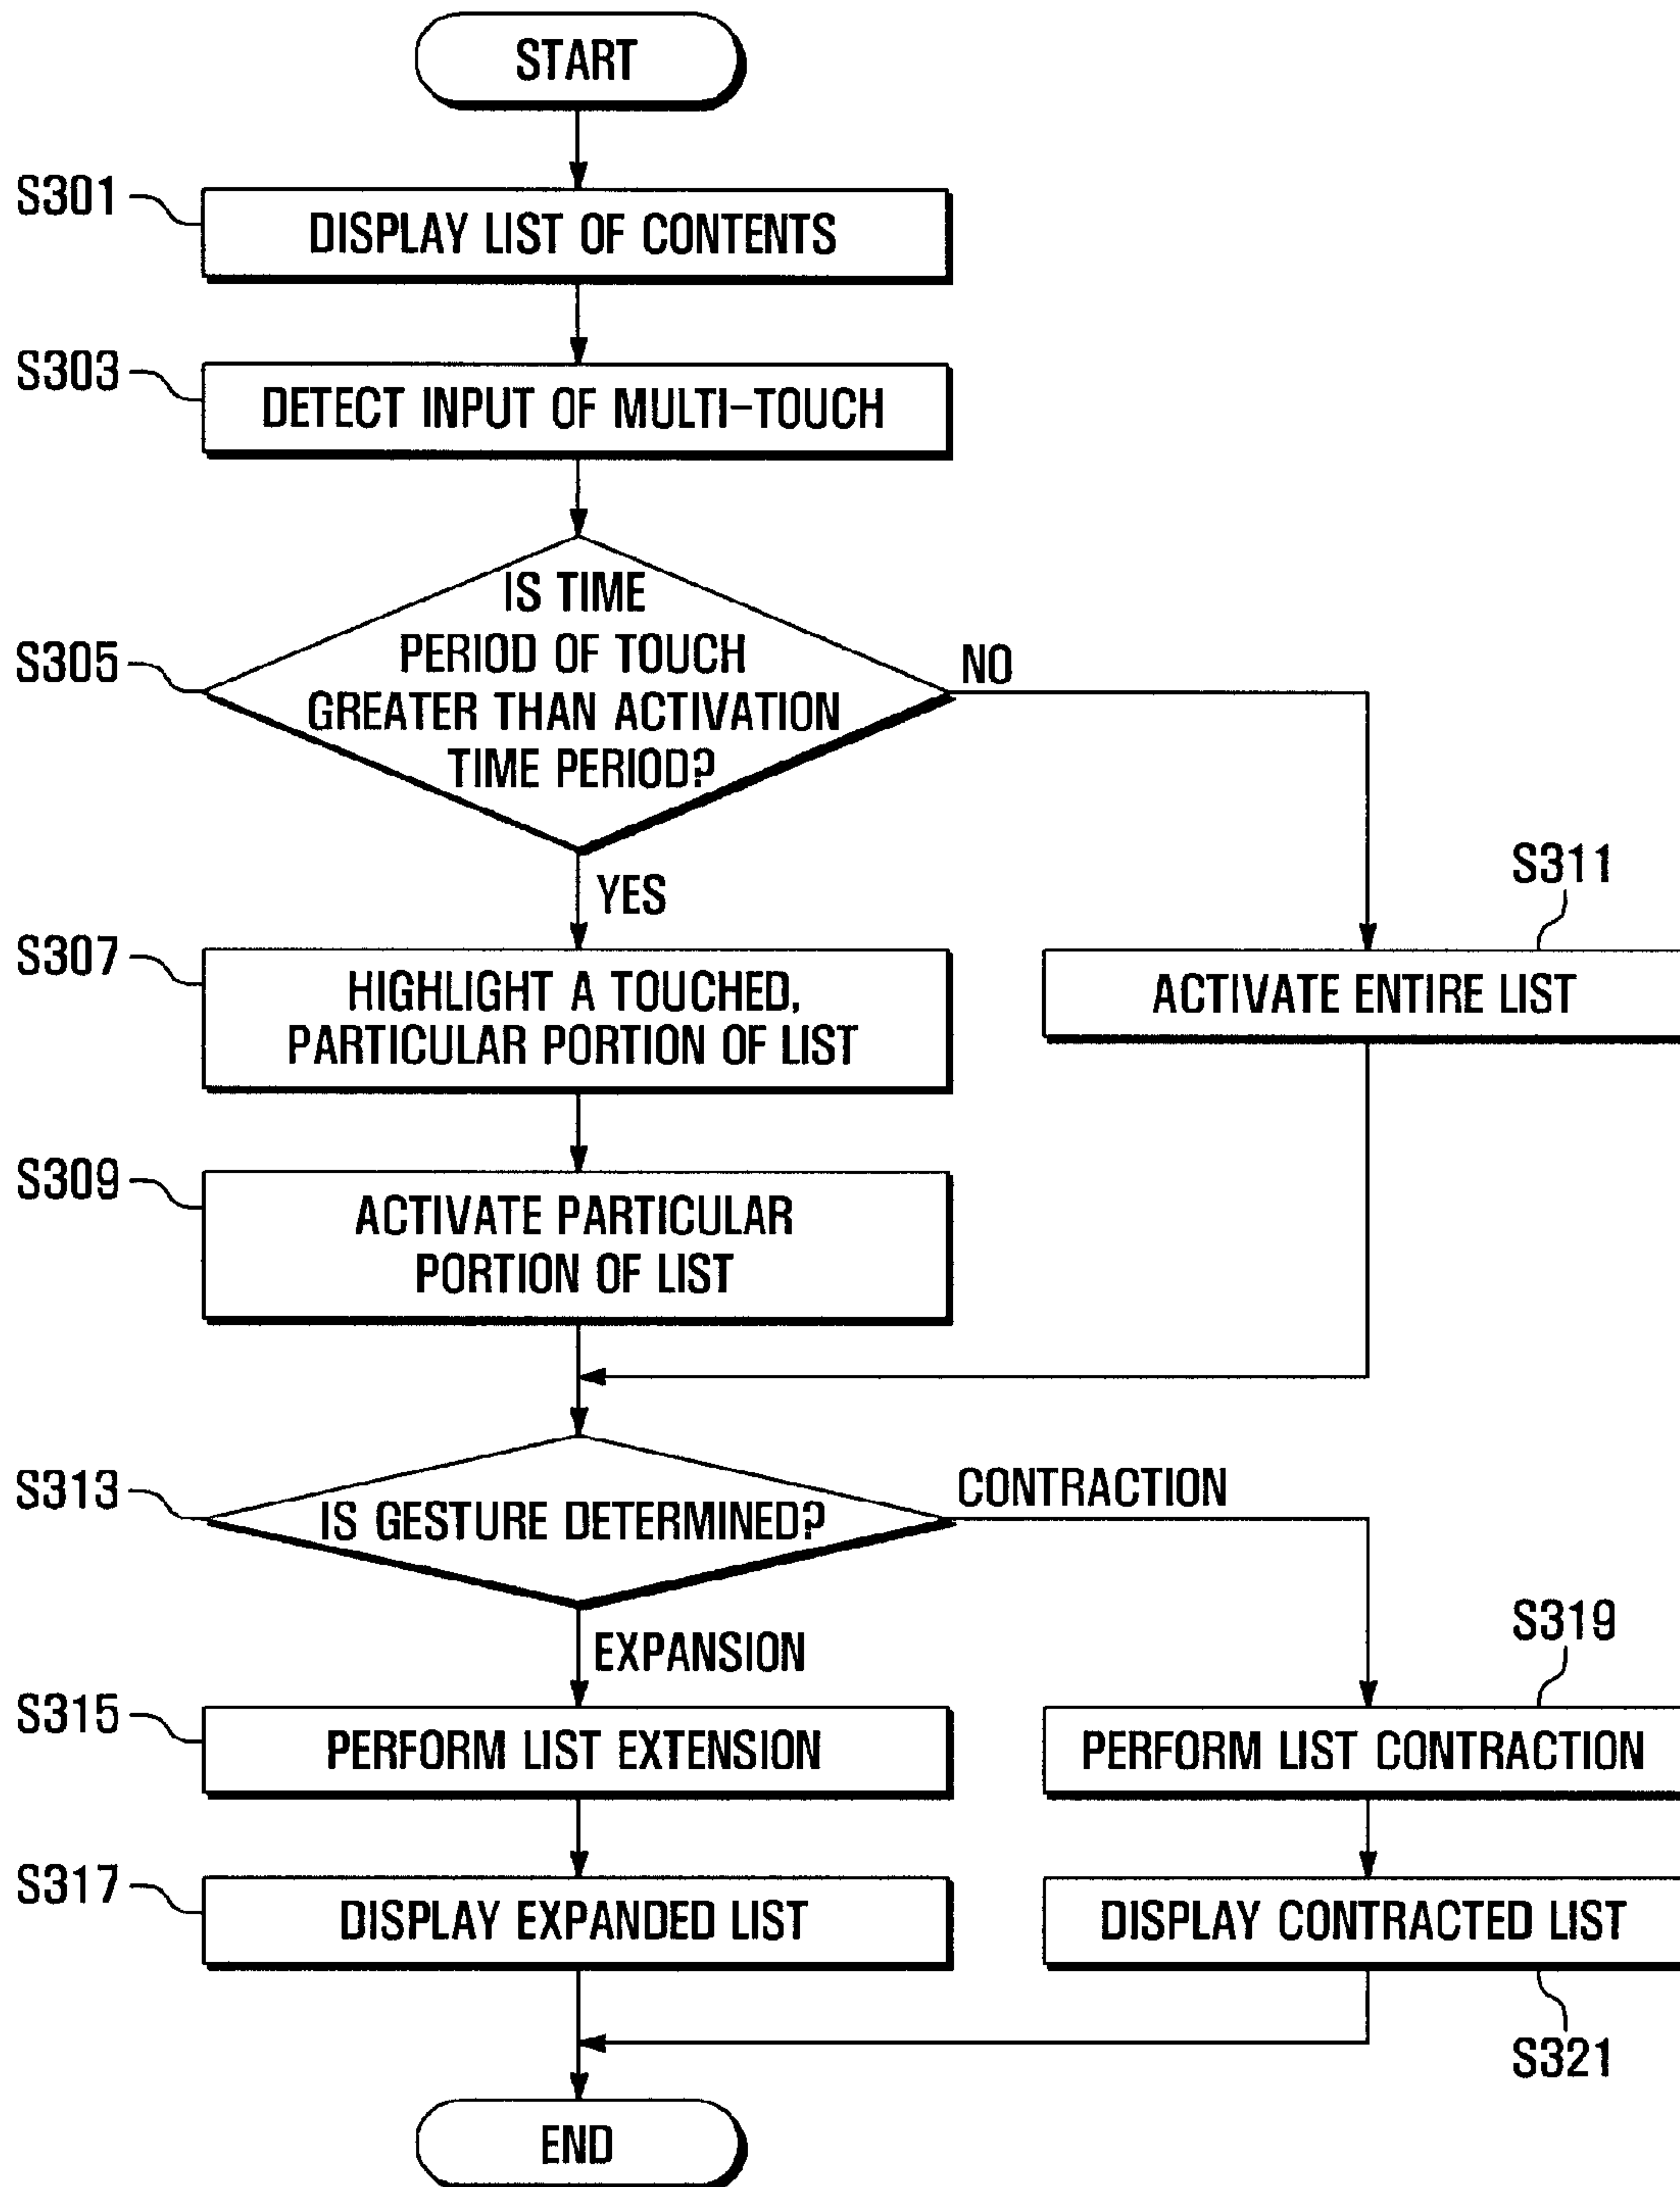 START
S301
DISPLAY LIST OF CONTENTS
S303
DETECT INPUT OF MULTI-TOUCH
S305
IS TIME
PERIOD OF TOUCH
GREATER THAN ACTIVATION
TIME PERIOD?
NO
YES
S311
S307
HIGHLIGHT A TOUCHED,
PARTICULAR PORTION OF LIST
ACTIVATE ENTIRE LIST
S309
ACTIVATE PARTICULAR
PORTION OF LIST
S313
IS GESTURE DETERMINED?
CONTRACTION
EXPANSION
S319
S315
PERFORM LIST EXTENSION
PERFORM LIST CONTRACTION
S317
DISPLAY EXPANDED LIST
DISPLAY CONTRACTED LIST
S321
END